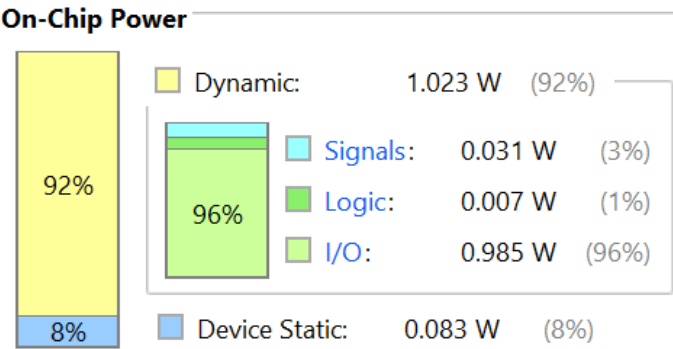 On-Chip Power
Dynamic: 1.023 W (92%)
Signals: 0.031 W (3%)
92%
Logic: 0.007 W (1%)
96%
I/O: 0.985 W (96%)
8%
Device Static: 0.083 W (8%)